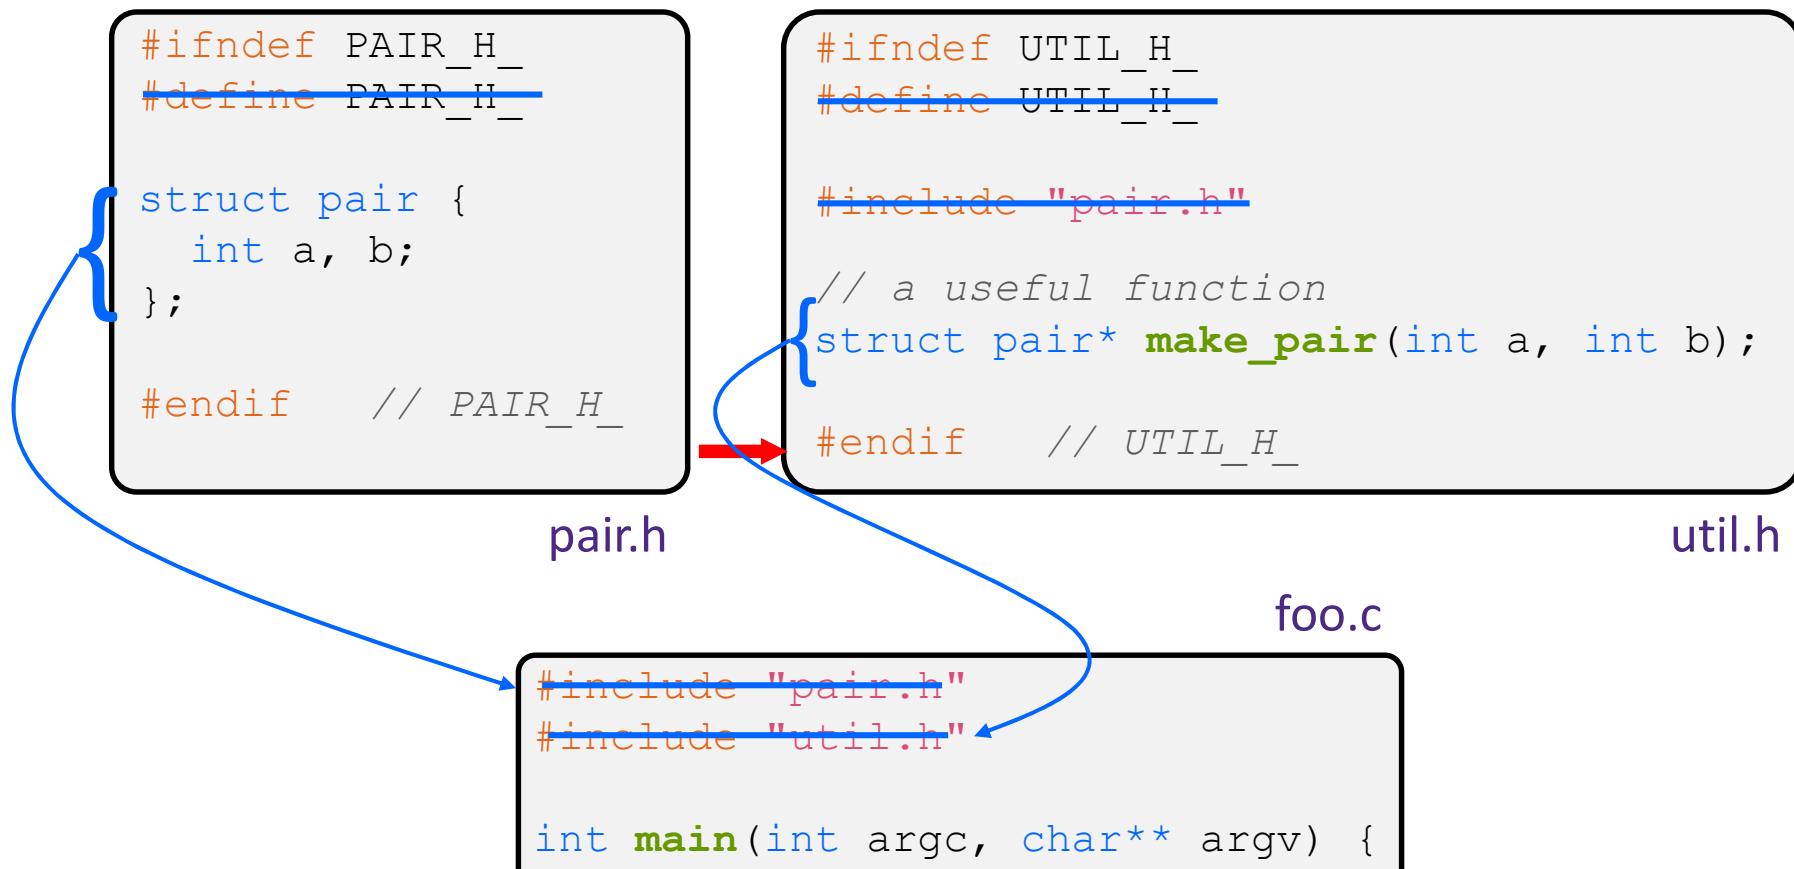 #ifndef PAIR_H_
#define PAIR_H_
struct pair {
  int a, b;
};
#endif   // PAIR_H_
pair.h
#ifndef UTIL_H_
#define UTIL_H_
#include "pair.h"
// a useful function
struct pair* make_pair(int a, int b);
#endif   // UTIL_H_
util.h
foo.c
#include "pair.h"
#include "util.h"
int main(int argc, char** argv) {